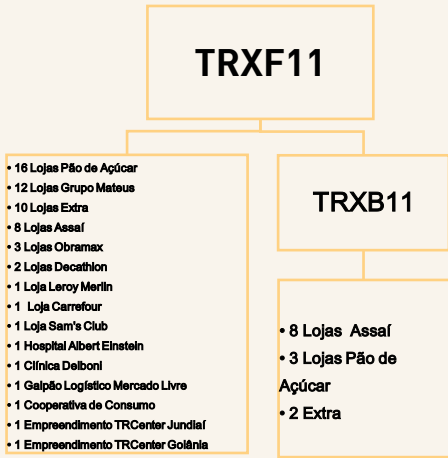 TRXF11
• 16 Lojas Pão de Açúcar
• 12 Lojas Grupo Mateus
• 10 Lojas Extra
• 8 Lojas Assaí
• 3 Lojas Obramax
• 2 Lojas Decathlon
• 1 Loja Leroy Merlin
• 1 Loja Carrefour
• 1 Loja Sam's Club
• 1 Hospital Albert Einstein
• 1 Clínica Delboni
• 1 Galpão Logístico Mercado Livre
• 1 Cooperativa de Consumo
• 1 Empreendimento TRCenter Jundiaí
• 1 Empreendimento TRCenter Goiânia
TRXB11
• 8 Lojas Assaí
• 3 Lojas Pão de
Açúcar
• 2 Extra